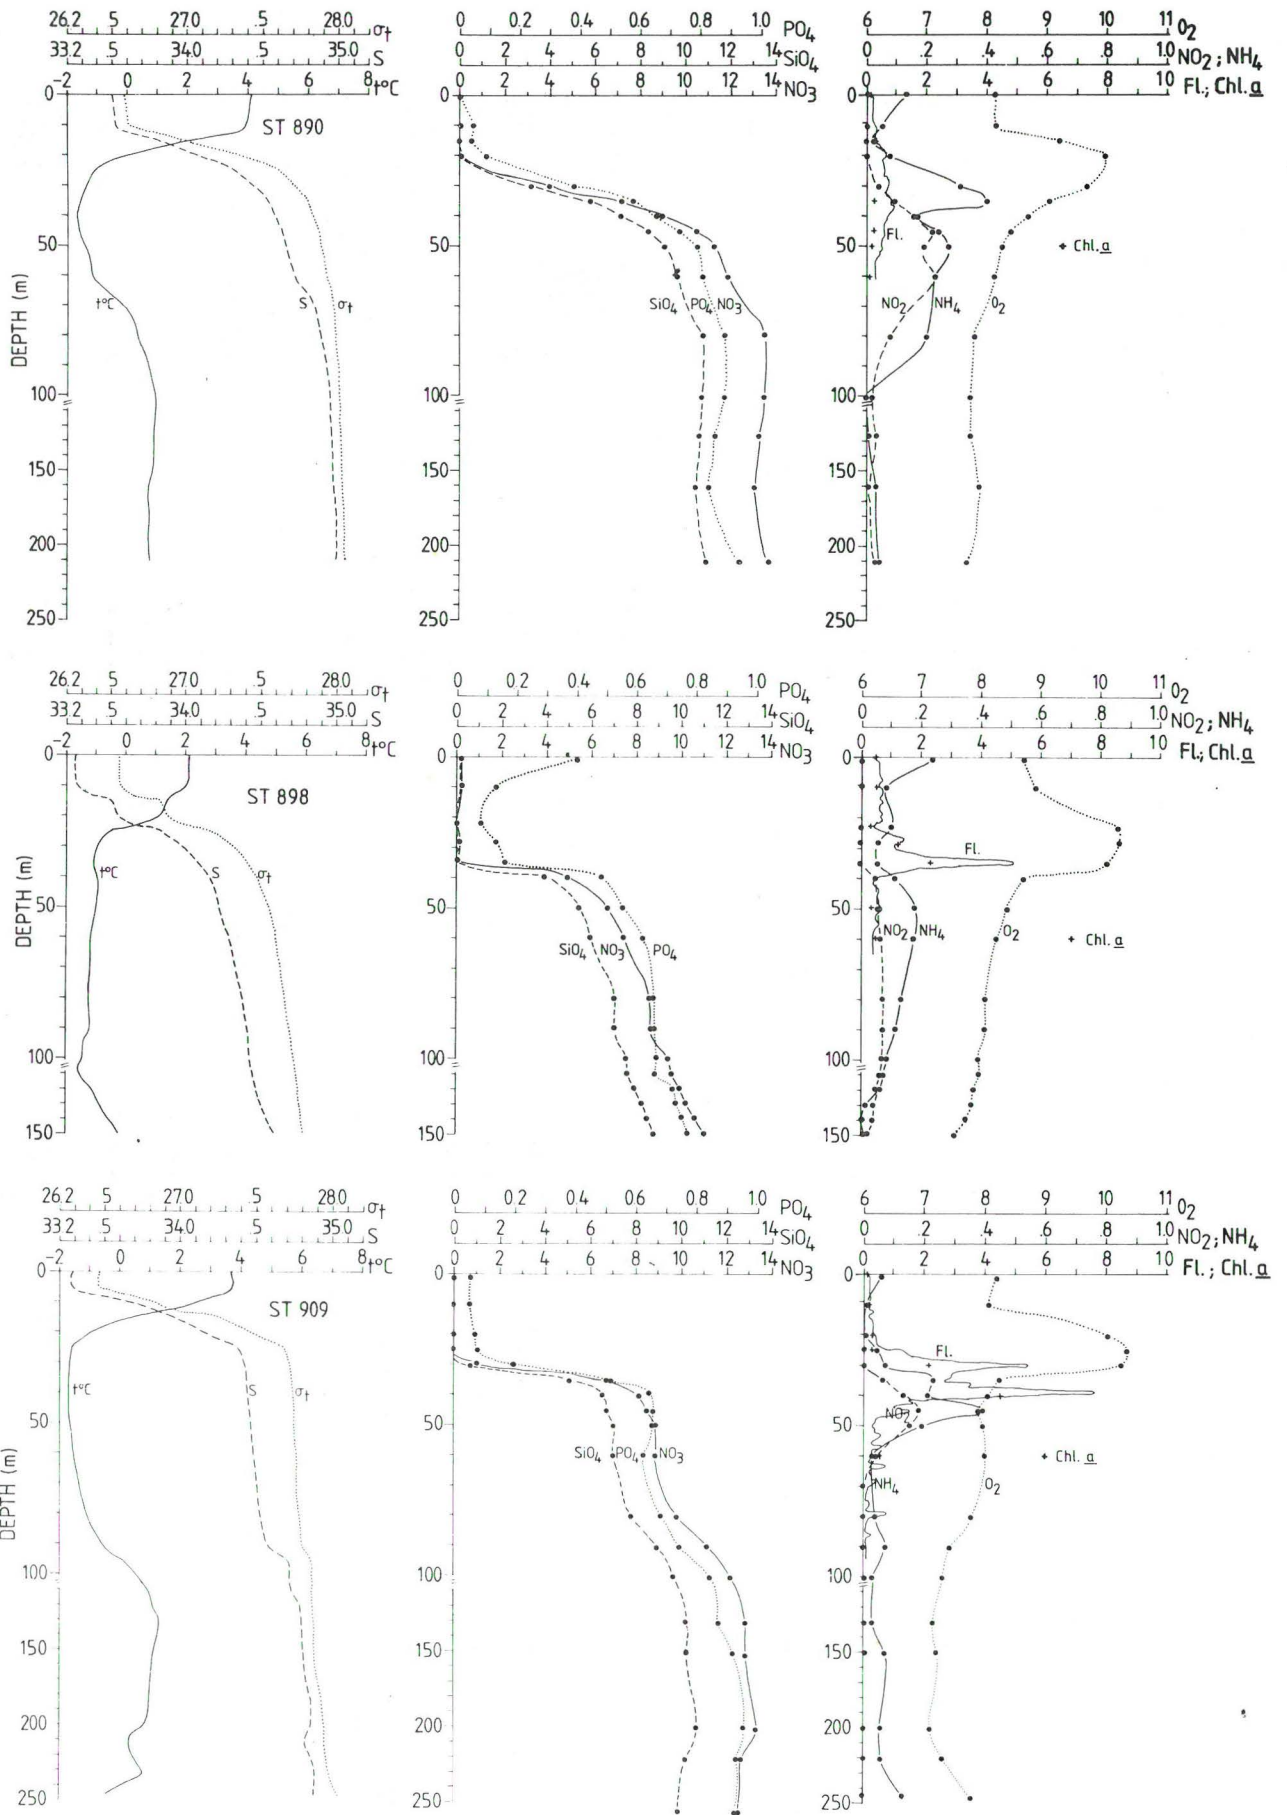 26.2 .5 27.0 .5 28.0 σt
33.2 .5 34.0 .5 35.0 S
-2 0 2 4 6 8 t°C
0 0.2 0.4 0.6 0.8 1.0 PO4
0 2 4 6 8 10 12 14 SiO4
0 2 4 6 8 10 12 14 NO3
6 7 8 9 10 11 O2
0 .2 .4 .6 .8 1.0 NO2; NH4
0 2 4 6 8 10 Fl.; Chl.a
ST 890
0
50
100
150
200
250
DEPTH (m)
t°C S σt
0
50
100
150
200
250
SiO4 PO4 NO3
0
50
100
150
200
250
Fl.
+ Chl.a
NO2 NH4 O2
26.2 .5 27.0 .5 28.0 σt
33.2 .5 34.0 .5 35.0 S
-2 0 2 4 6 8 t°C
0 0.2 0.4 0.6 0.8 1.0 PO4
0 2 4 6 8 10 12 14 SiO4
0 2 4 6 8 10 12 14 NO3
6 7 8 9 10 11 O2
0 .2 .4 .6 .8 1.0 NO2; NH4
0 2 4 6 8 10 Fl.; Chl.a
ST 898
0
50
100
150
DEPTH (m)
t°C S σt
0
50
100
150
SiO4 NO3 PO4
0
50
100
150
Fl.
NO2 NH4 O2
+ Chl.a
26.2 .5 27.0 .5 28.0 σt
33.2 .5 34.0 .5 35.0 S
-2 0 2 4 6 8 t°C
0 0.2 0.4 0.6 0.8 1.0 PO4
0 2 4 6 8 10 12 14 SiO4
0 2 4 6 8 10 12 14 NO3
6 7 8 9 10 11 O2
0 .2 .4 .6 .8 1.0 NO2; NH4
0 2 4 6 8 10 Fl.; Chl.a
ST 909
0
50
100
150
200
250
DEPTH (m)
t°C S σt
0
50
100
150
200
250
SiO4 PO4 NO3
0
50
100
150
200
250
Fl.
NO2
+ Chl.a
NH4 O2